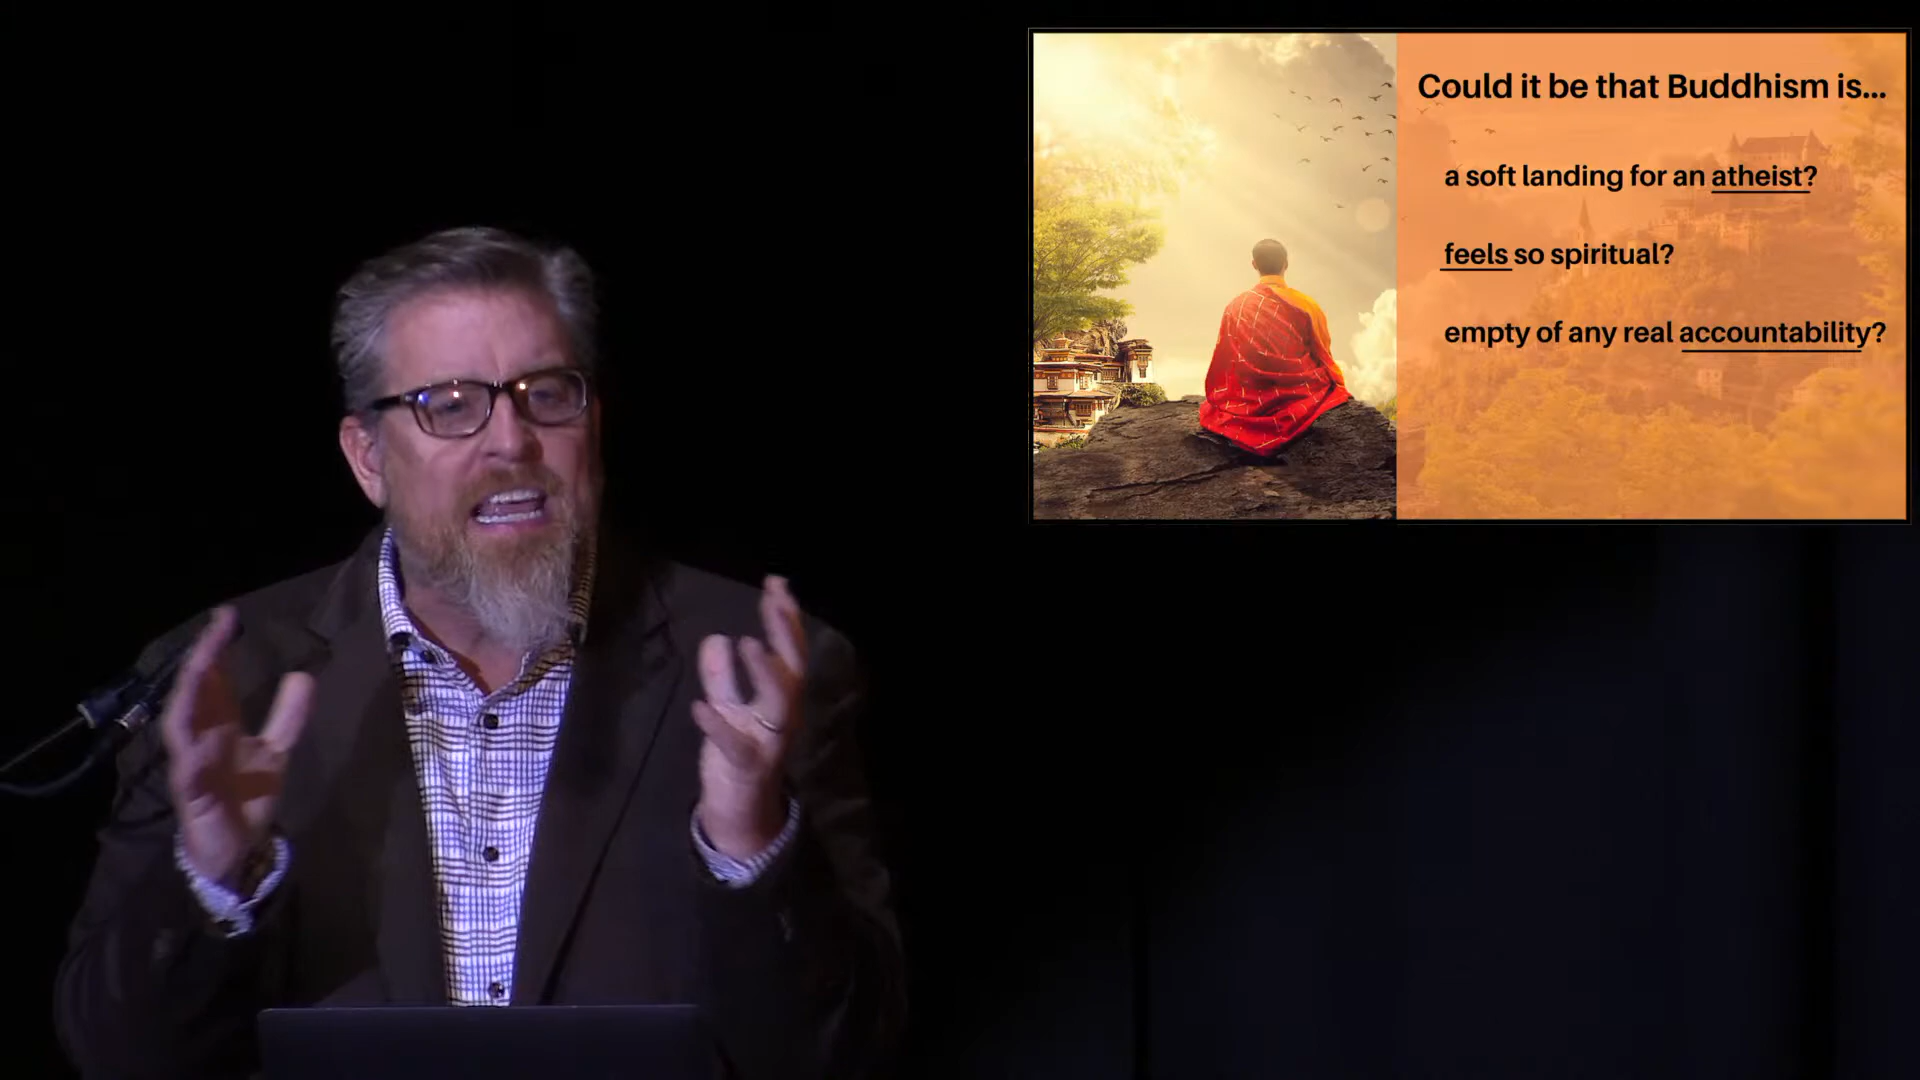 Could it be that Buddhism is...
a soft landing for an atheist?
feels so spiritual?
empty of any real accountability?